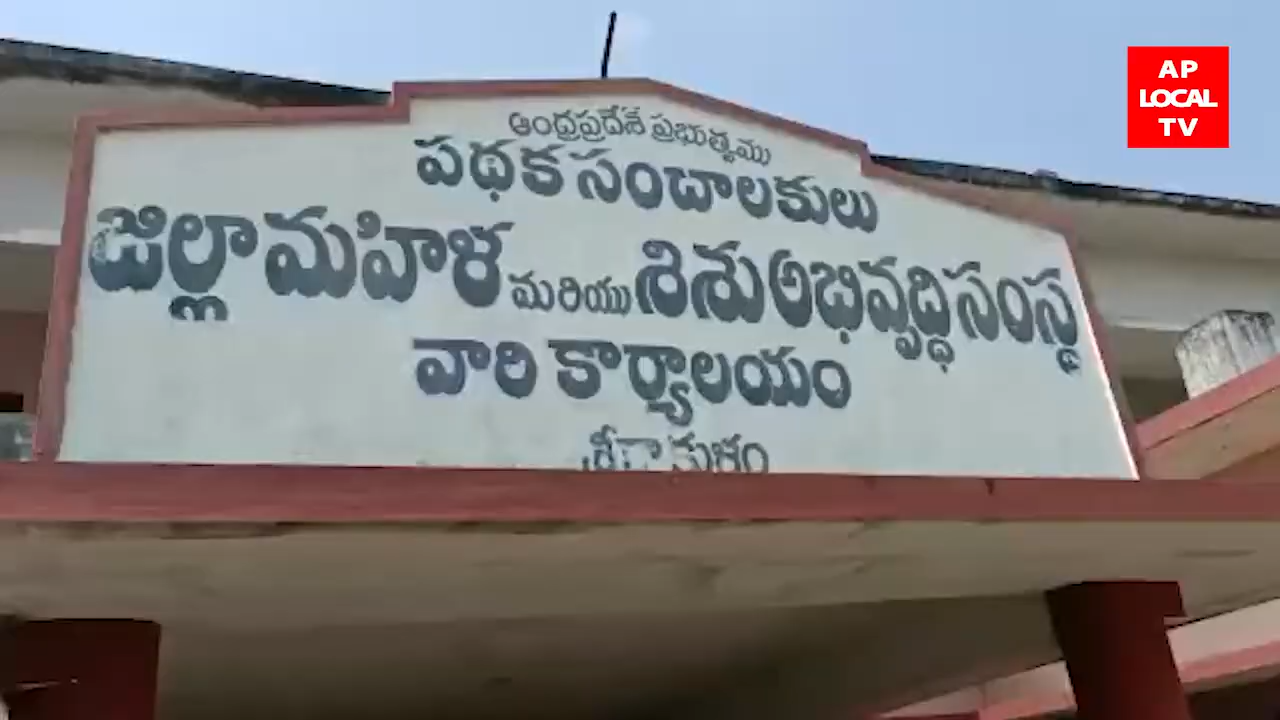 ఆంధ్రప్రదేశ్ ప్రభుత్వము
పథక సంచాలకులు
జిల్లా మహిళ మరియు శిశు అభివృద్ధి సంస్థ
వారి కార్యాలయం
శ్రీకాకుళం
AP
LOCAL
TV